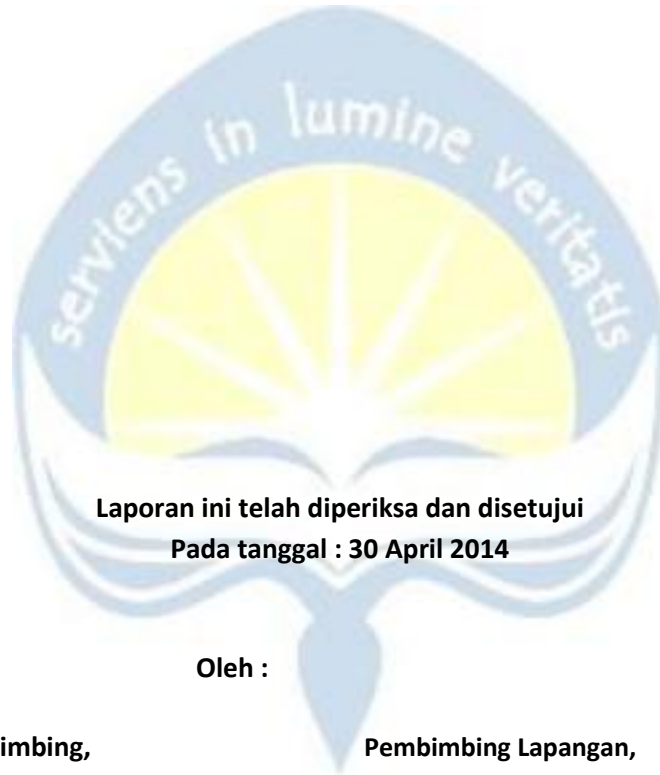 serviens in lumine veritatis
Laporan ini telah diperiksa dan disetujui
Pada tanggal : 30 April 2014
Oleh :
imbing, Pembimbing Lapangan,